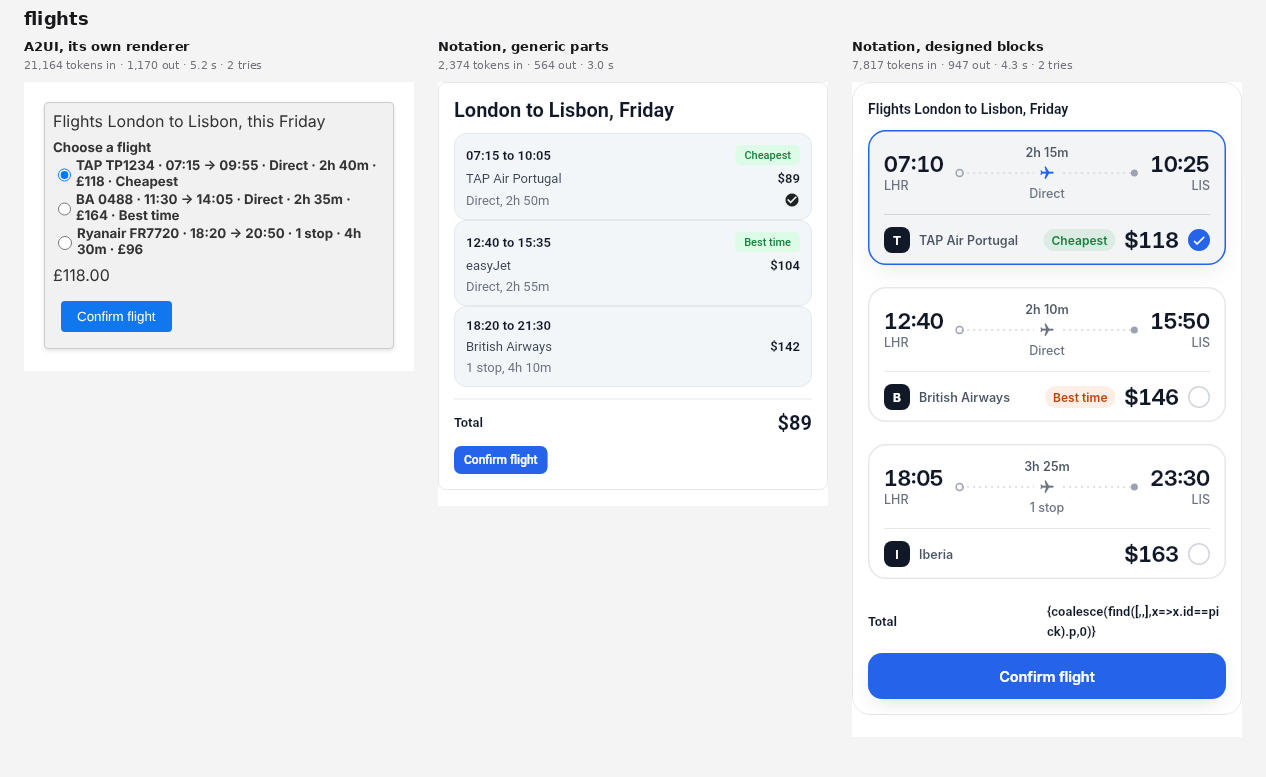 flights
A2UI, its own renderer
21,164 tokens in · 1,170 out · 5.2 s · 2 tries
Flights London to Lisbon, this Friday
Choose a flight
TAP TP1234 · 07:15 → 09:55 · Direct · 2h 40m ·
£118 · Cheapest
BA 0488 · 11:30 → 14:05 · Direct · 2h 35m ·
£164 · Best time
Ryanair FR7720 · 18:20 → 20:50 · 1 stop · 4h
30m · £96
£118.00
Confirm flight
Notation, generic parts
2,374 tokens in · 564 out · 3.0 s
London to Lisbon, Friday
07:15 to 10:05
Cheapest
TAP Air Portugal
$89
Direct, 2h 50m
12:40 to 15:35
Best time
easyJet
$104
Direct, 2h 55m
18:20 to 21:30
British Airways
$142
1 stop, 4h 10m
Total
$89
Confirm flight
Notation, designed blocks
7,817 tokens in · 947 out · 4.3 s · 2 tries
Flights London to Lisbon, Friday
2h 15m
07:10
10:25
LHR
LIS
Direct
T
TAP Air Portugal
Cheapest
$118
2h 10m
12:40
15:50
LHR
LIS
Direct
B
British Airways
Best time
$146
3h 25m
18:05
23:30
LHR
LIS
1 stop
I
Iberia
$163
Total
{coalesce(find([,,],x=>x.id==pi
ck).p,0)}
Confirm flight